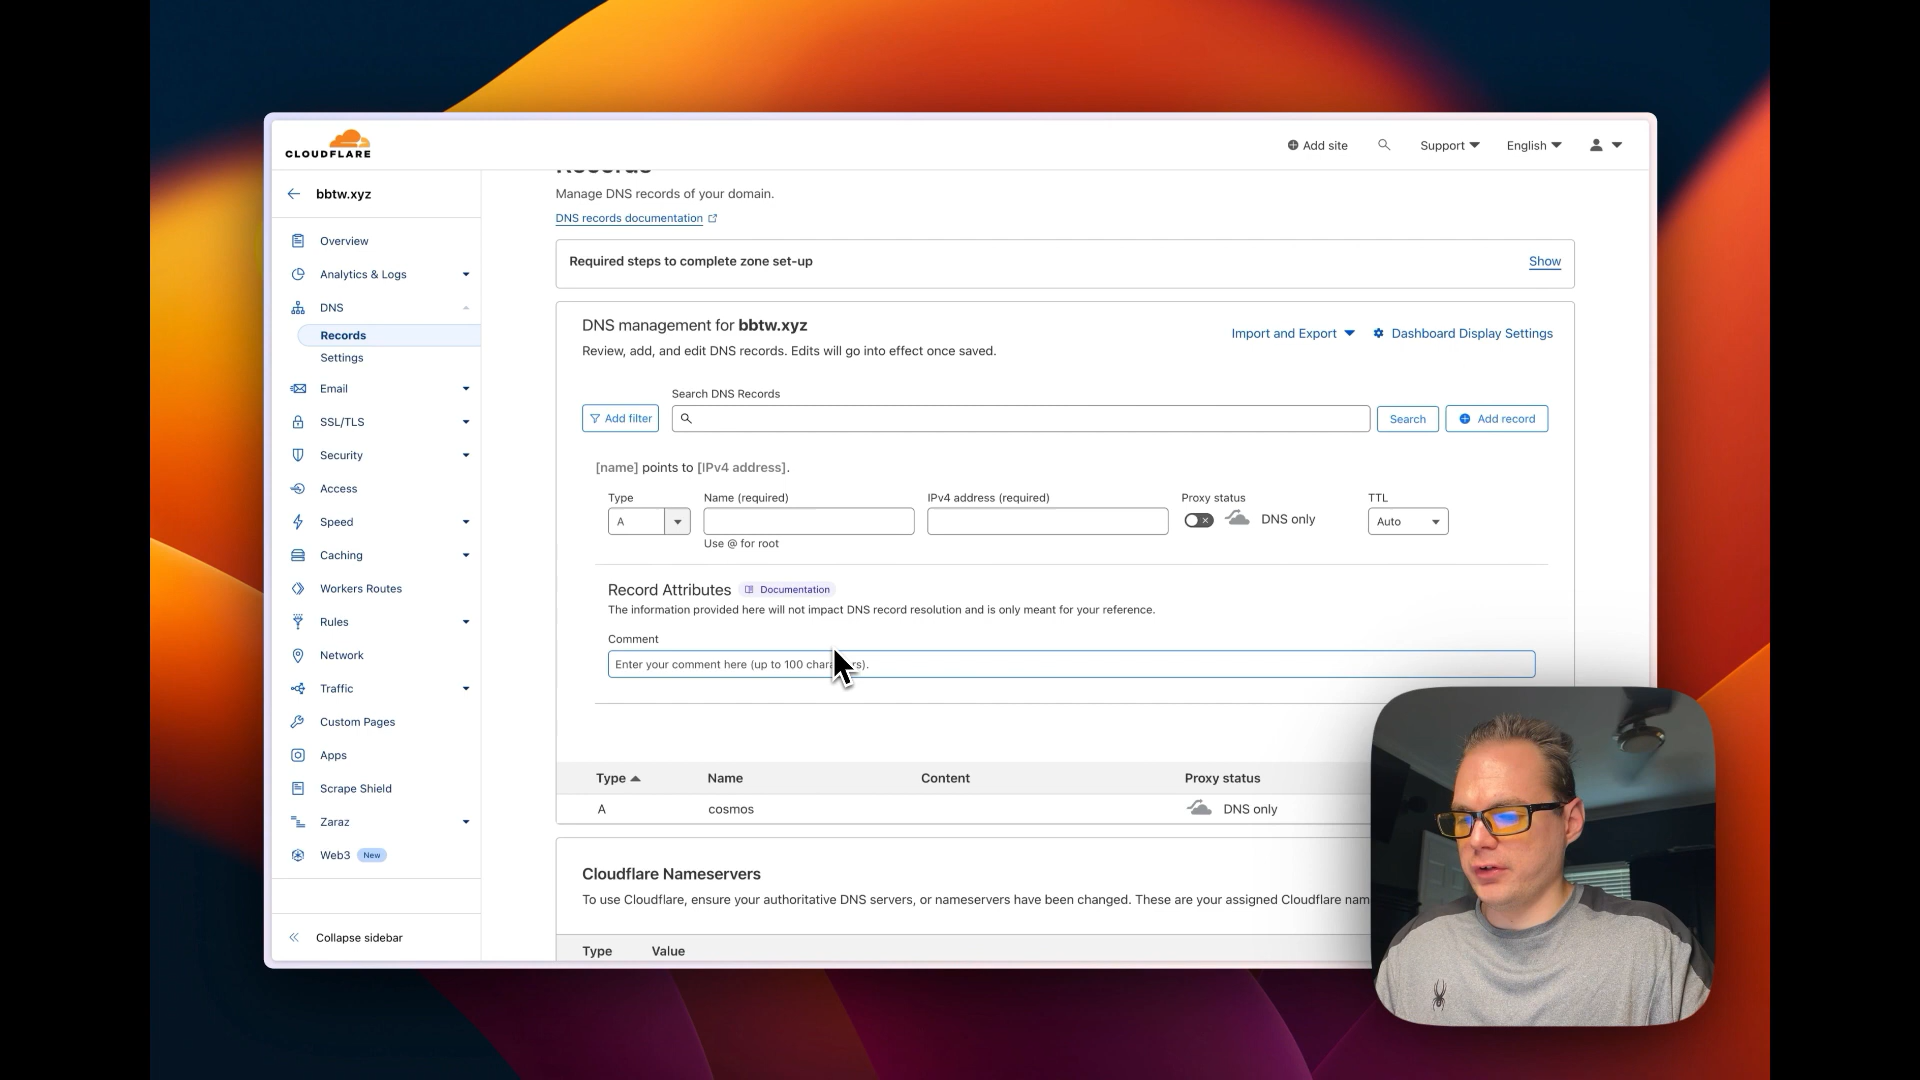 CLOUDFLARE
Add site
Support
English
bbtw.xyz
Overview
Analytics & Logs
DNS
Records
Settings
Email
SSL/TLS
Security
Access
Speed
Caching
Workers Routes
Rules
Network
Traffic
Custom Pages
Apps
Scrape Shield
Zaraz
Web3 New
Collapse sidebar
Records
Manage DNS records of your domain.
DNS records documentation
Required steps to complete zone set-up
Show
DNS management for bbtw.xyz
Review, add, and edit DNS records. Edits will go into effect once saved.
Import and Export
Dashboard Display Settings
Search DNS Records
Add filter
Search
Add record
[name] points to [IPv4 address].
Type
Name (required)
IPv4 address (required)
Proxy status
TTL
A
DNS only
Auto
Use @ for root
Record Attributes
Documentation
The information provided here will not impact DNS record resolution and is only meant for your reference.
Comment
Enter your comment here (up to 100 characters).
Type Name Content Proxy status
A cosmos DNS only
Cloudflare Nameservers
To use Cloudflare, ensure your authoritative DNS servers, or nameservers have been changed. These are your assigned Cloudflare nam
Type Value